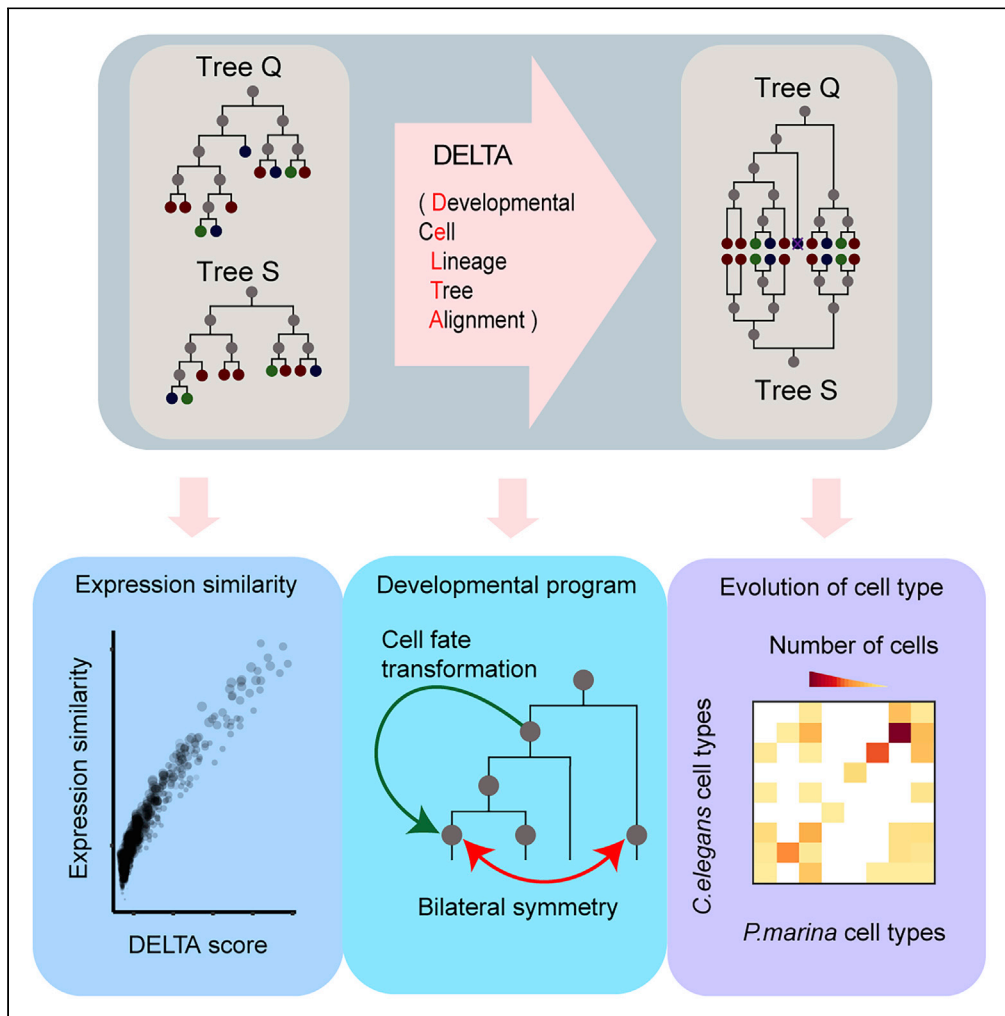 Tree Q
Tree S
DELTA
( Developmental
Cell
Lineage
Tree
Alignment )
Tree Q
Tree S
Expression similarity
Expression similarity
DELTA score
Developmental program
Cell fate
transformation
Bilateral symmetry
Evolution of cell type
Number of cells
C.elegans cell types
P.marina cell types